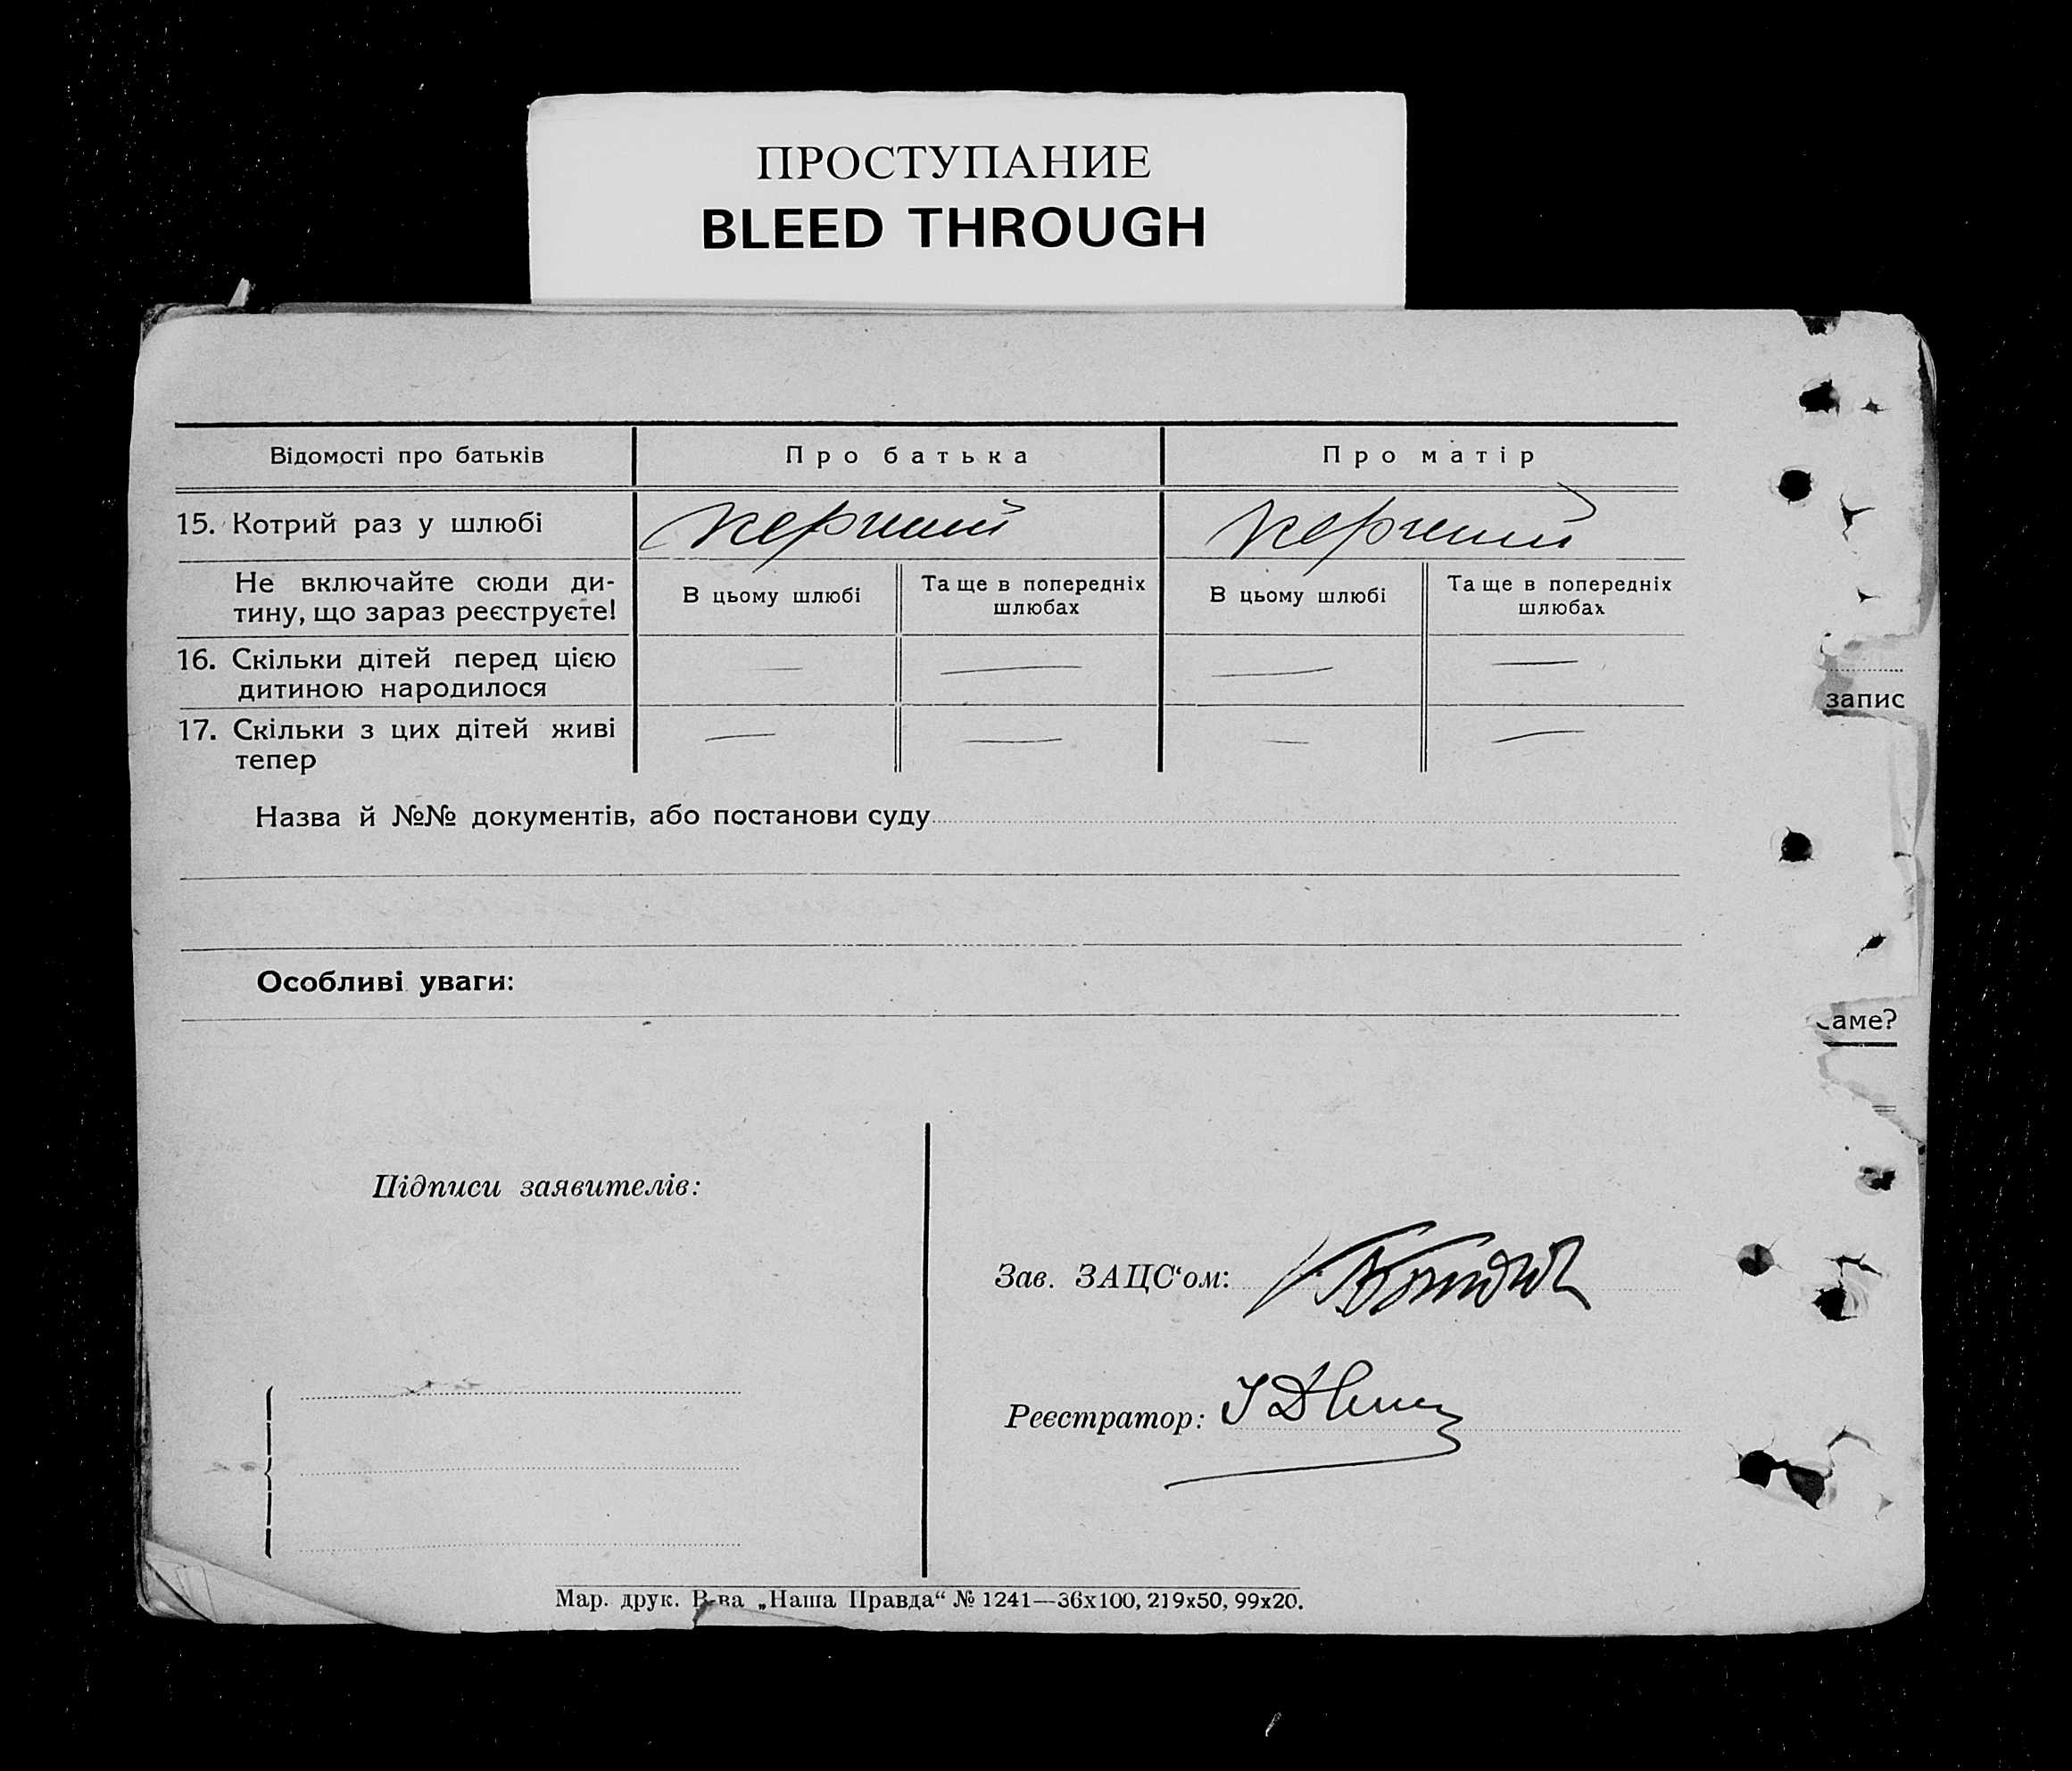 ПРОСТУПАНИЕ
BLEED THROUGH
Відомості про батьків
Про батька
Про матір
15. Котрий раз у шлюбі
перший
перший
Не включайте сюди ди-
тину, що зараз реєструєте!
В цьому шлюбі
Та ще в попередніх
шлюбах
В цьому шлюбі
Та ще в попередніх
шлюбах
16. Скільки дітей перед цією
дитиною народилося
— — — —
запис
17. Скільки з цих дітей живі
тепер
— — — —
Назва й №№ документів, або постанови суду
Особливі уваги:
саме?
Підписи заявителів:
Зав. ЗАЦС‘ом:
Реєстратор:
Мар. друк. В-ва „Наша Правда“ № 1241—36х100, 219х50, 99х20.